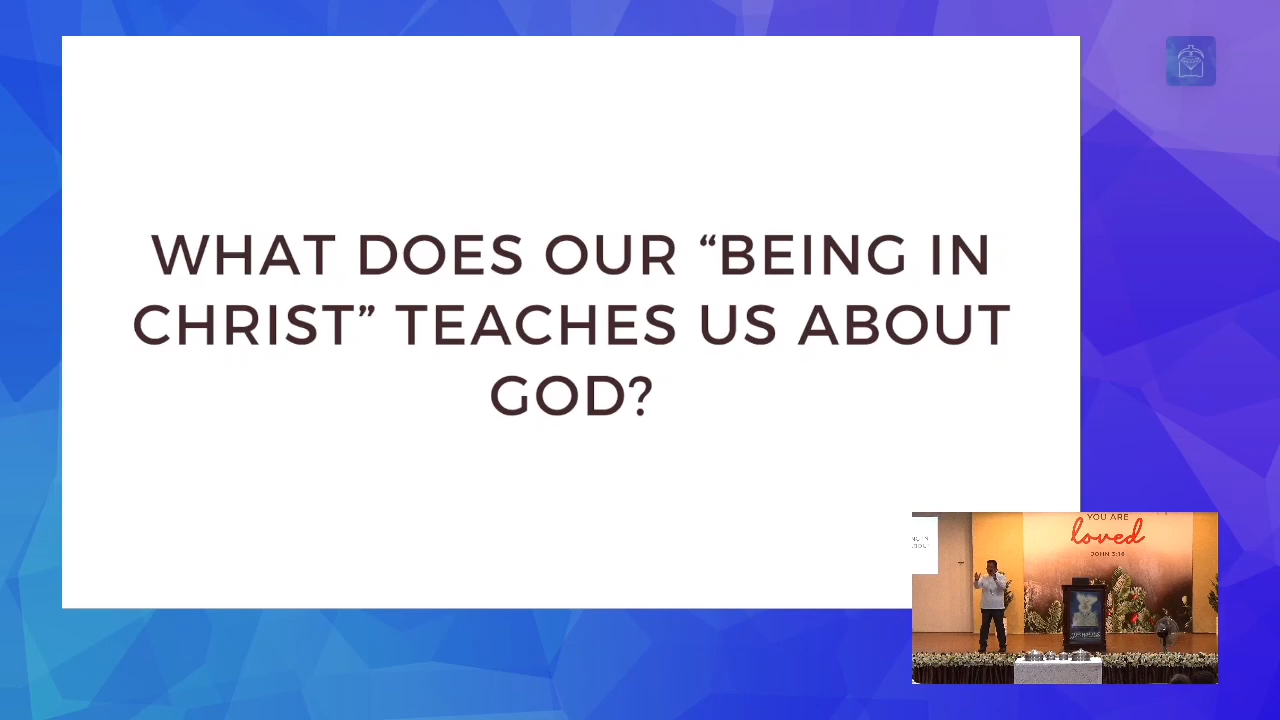 WHAT DOES OUR “BEING IN
CHRIST” TEACHES US ABOUT
GOD?
YOU ARE
loved
JOHN 3:16